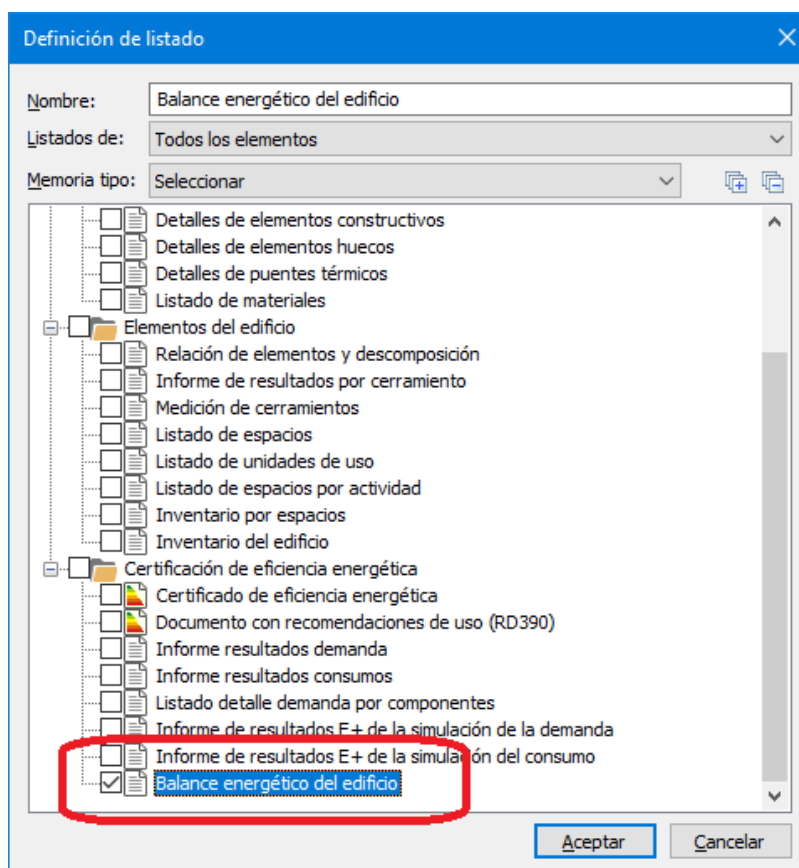 Definición de listado
Nombre: Balance energético del edificio
Listados de: Todos los elementos
Memoria tipo: Seleccionar
Detalles de elementos constructivos
Detalles de elementos huecos
Detalles de puentes térmicos
Listado de materiales
Elementos del edificio
Relación de elementos y descomposición
Informe de resultados por cerramiento
Medición de cerramientos
Listado de espacios
Listado de unidades de uso
Listado de espacios por actividad
Inventario por espacios
Inventario del edificio
Certificación de eficiencia energética
Certificado de eficiencia energética
Documento con recomendaciones de uso (RD390)
Informe resultados demanda
Informe resultados consumos
Listado detalle demanda por componentes
Informe de resultados E+ de la simulación de la demanda
Informe de resultados E+ de la simulación del consumo
Balance energético del edificio
Aceptar Cancelar